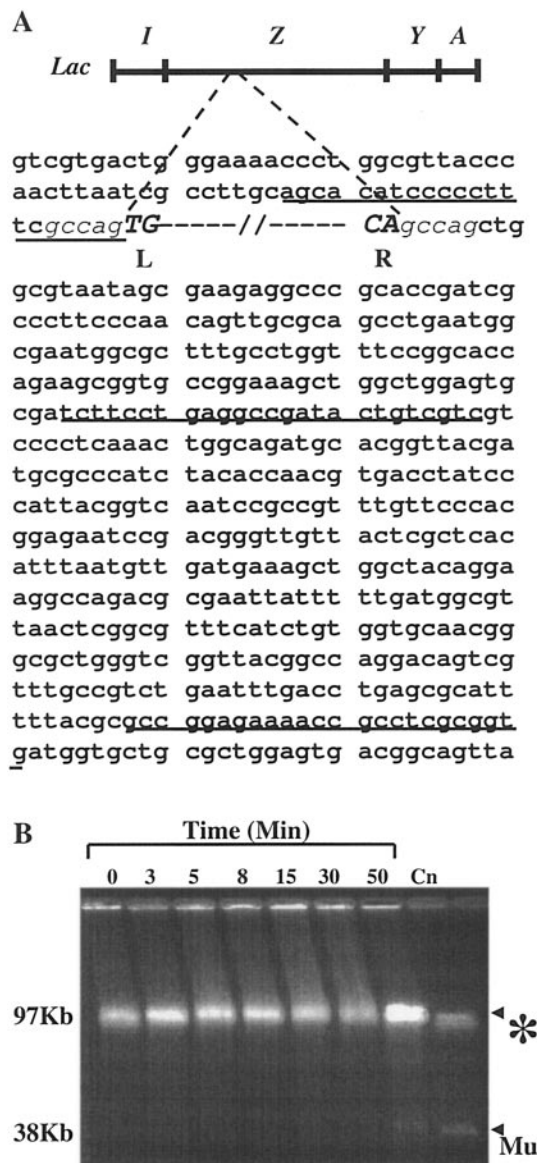 A
I Z Y A
Lac
gtcgtgactg ggaaaaccct ggcgttaccc
aacttaatcg ccttgcagca catccccctt
tcgccagTG-----//----- CAgccagctg
L R
gcgtaatagc gaagaggccc gcaccgatcg
cccttcccaa cagttgcgca gcctgaatgg
cgaatggcgc tttgcctggt ttccggcacc
agaagcggtg ccggaaagct ggctggagtg
cgatcttcct gaggccgata ctgtcgtcgt
cccctcaaac tggcagatgc acggttacga
tgcgcccatc tacaccaacg tgacctatcc
cattacggtc aatccgccgt ttgttcccac
ggagaatccg acgggttgtt actcgctcac
atttaatgtt gatgaaagct ggctacagga
aggccagacg cgaattattt ttgatggcgt
taactcggcg tttcatctgt ggtgcaacgg
gcgctgggtc ggttacggcc aggacagtcg
tttgccgtct gaatttgacc tgagcgcatt
tttacgcgcc ggagaaaacc gcctcgcggt
gatggtgctg cgctggagtg acggcagtta
B
Time (Min)
0 3 5 8 15 30 50 Cn
97Kb *
38Kb Mu